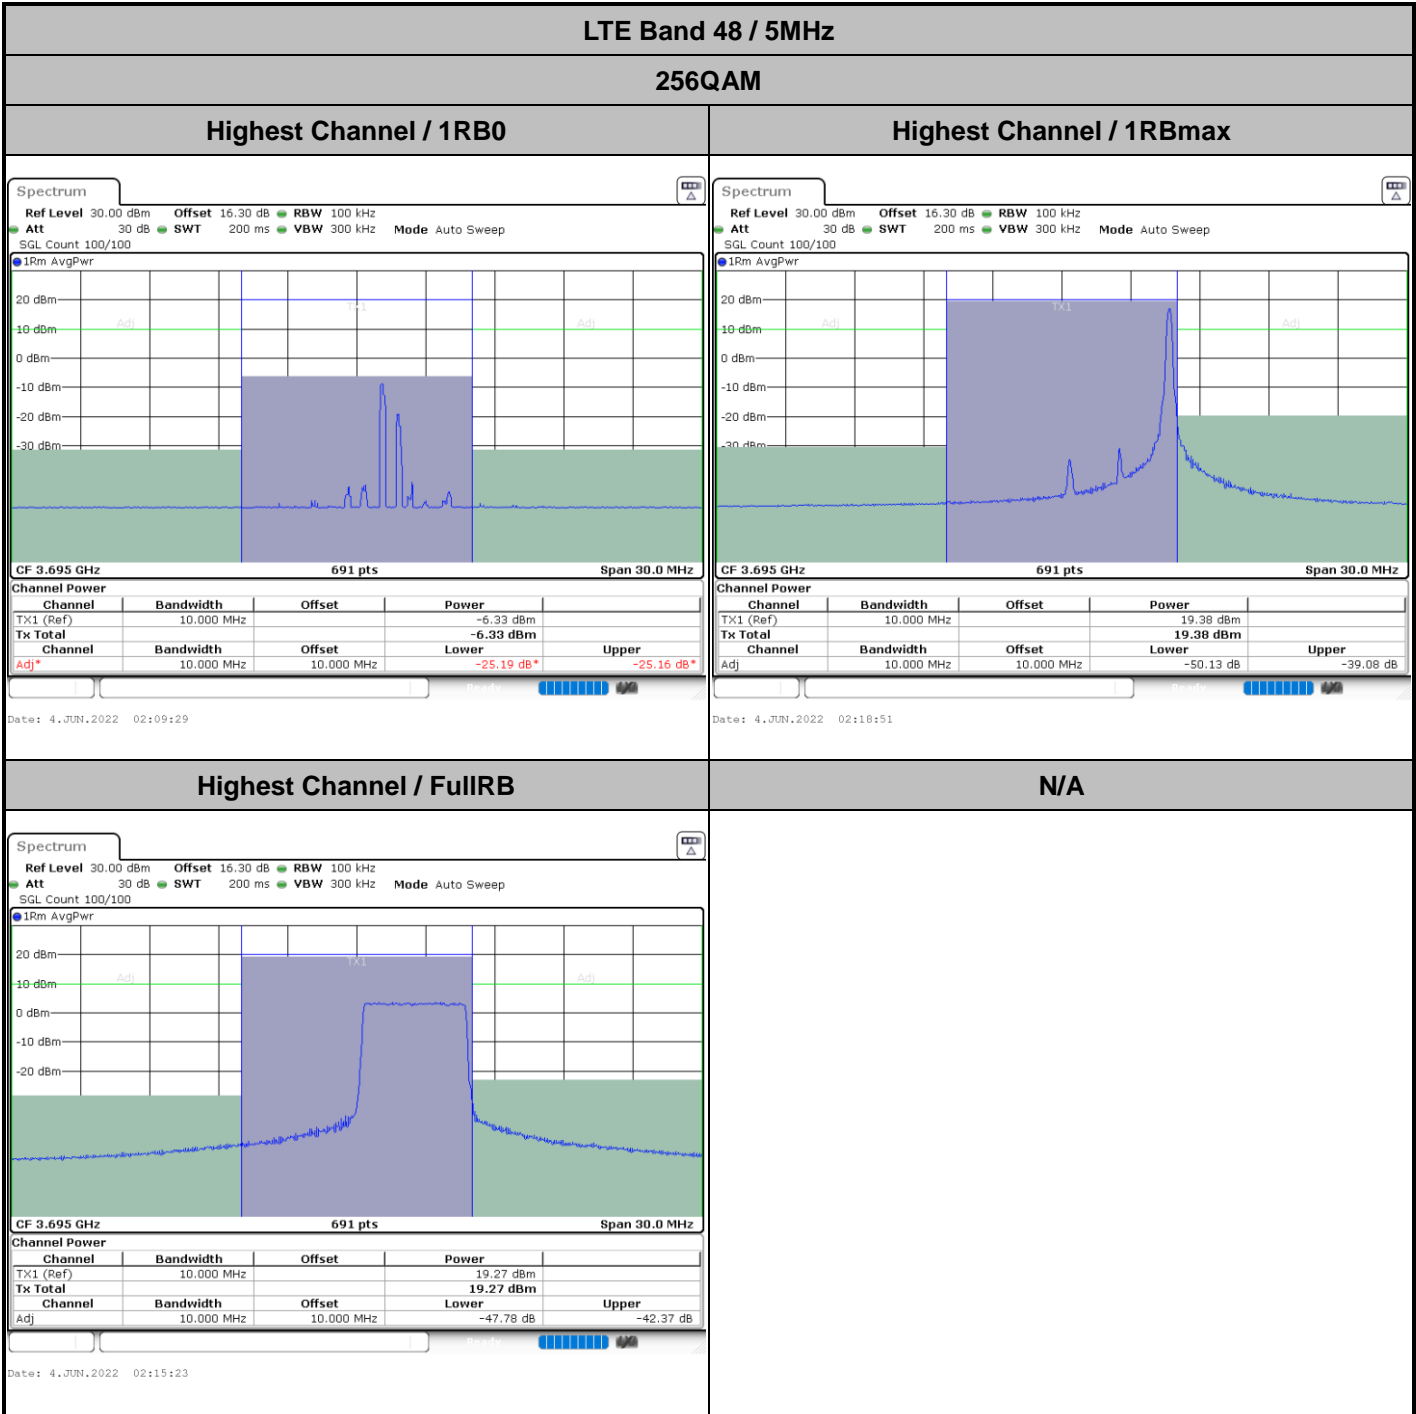 LTE Band 48 / 5MHz
256QAM
Highest Channel / 1RB0
Highest Channel / 1RBmax
Spectrum
Ref Level 30.00 dBm Offset 16.30 dB RBW 100 kHz
Att 30 dB SWT 200 ms VBW 300 kHz Mode Auto Sweep
SGL Count 100/100
1Rm AvgPwr
TX1
20 dBm
Adj Adj
10 dBm
0 dBm
-10 dBm
-20 dBm
-30 dBm
CF 3.695 GHz 691 pts Span 30.0 MHz
Channel Power
Channel Bandwidth Offset Power
TX1 (Ref) 10.000 MHz -6.33 dBm
Tx Total -6.33 dBm
Channel Bandwidth Offset Lower Upper
Adj* 10.000 MHz 10.000 MHz -25.19 dB* -25.16 dB*
Ready
Date: 4.JUN.2022 02:09:29
Spectrum
Ref Level 30.00 dBm Offset 16.30 dB RBW 100 kHz
Att 30 dB SWT 200 ms VBW 300 kHz Mode Auto Sweep
SGL Count 100/100
1Rm AvgPwr
20 dBm
TX1
Adj Adj
10 dBm
0 dBm
-10 dBm
-20 dBm
-30 dBm
CF 3.695 GHz 691 pts Span 30.0 MHz
Channel Power
Channel Bandwidth Offset Power
TX1 (Ref) 10.000 MHz 19.38 dBm
Tx Total 19.38 dBm
Channel Bandwidth Offset Lower Upper
Adj 10.000 MHz 10.000 MHz -50.13 dB -39.08 dB
Ready
Date: 4.JUN.2022 02:18:51
Highest Channel / FullRB
N/A
Spectrum
Ref Level 30.00 dBm Offset 16.30 dB RBW 100 kHz
Att 30 dB SWT 200 ms VBW 300 kHz Mode Auto Sweep
SGL Count 100/100
1Rm AvgPwr
20 dBm
TX1
Adj Adj
10 dBm
0 dBm
-10 dBm
-20 dBm
CF 3.695 GHz 691 pts Span 30.0 MHz
Channel Power
Channel Bandwidth Offset Power
TX1 (Ref) 10.000 MHz 19.27 dBm
Tx Total 19.27 dBm
Channel Bandwidth Offset Lower Upper
Adj 10.000 MHz 10.000 MHz -47.78 dB -42.37 dB
Ready
Date: 4.JUN.2022 02:15:23